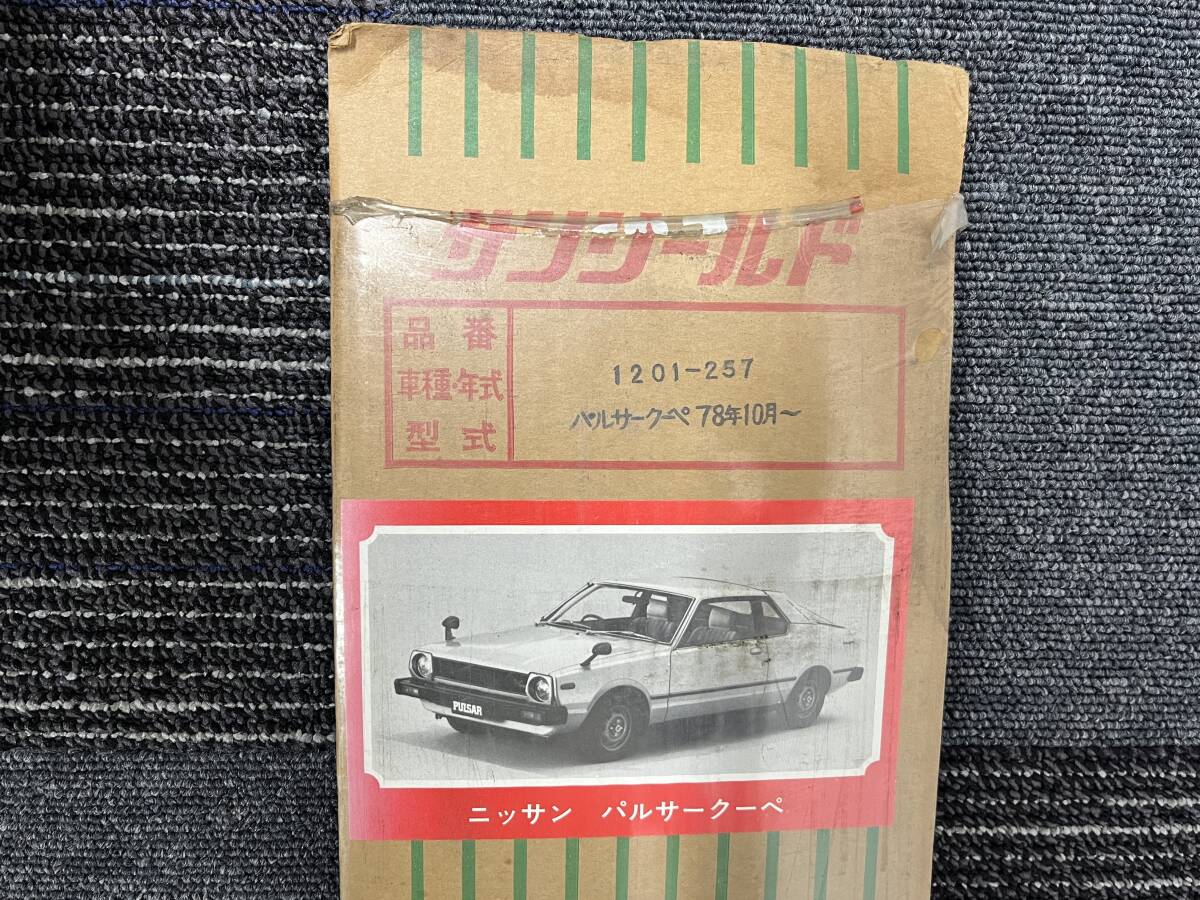 サンシールド
品番
車種・年式
型式
1201-257
パルサークーペ 78年10月～
PULSAR
ニッサン パルサークーペ